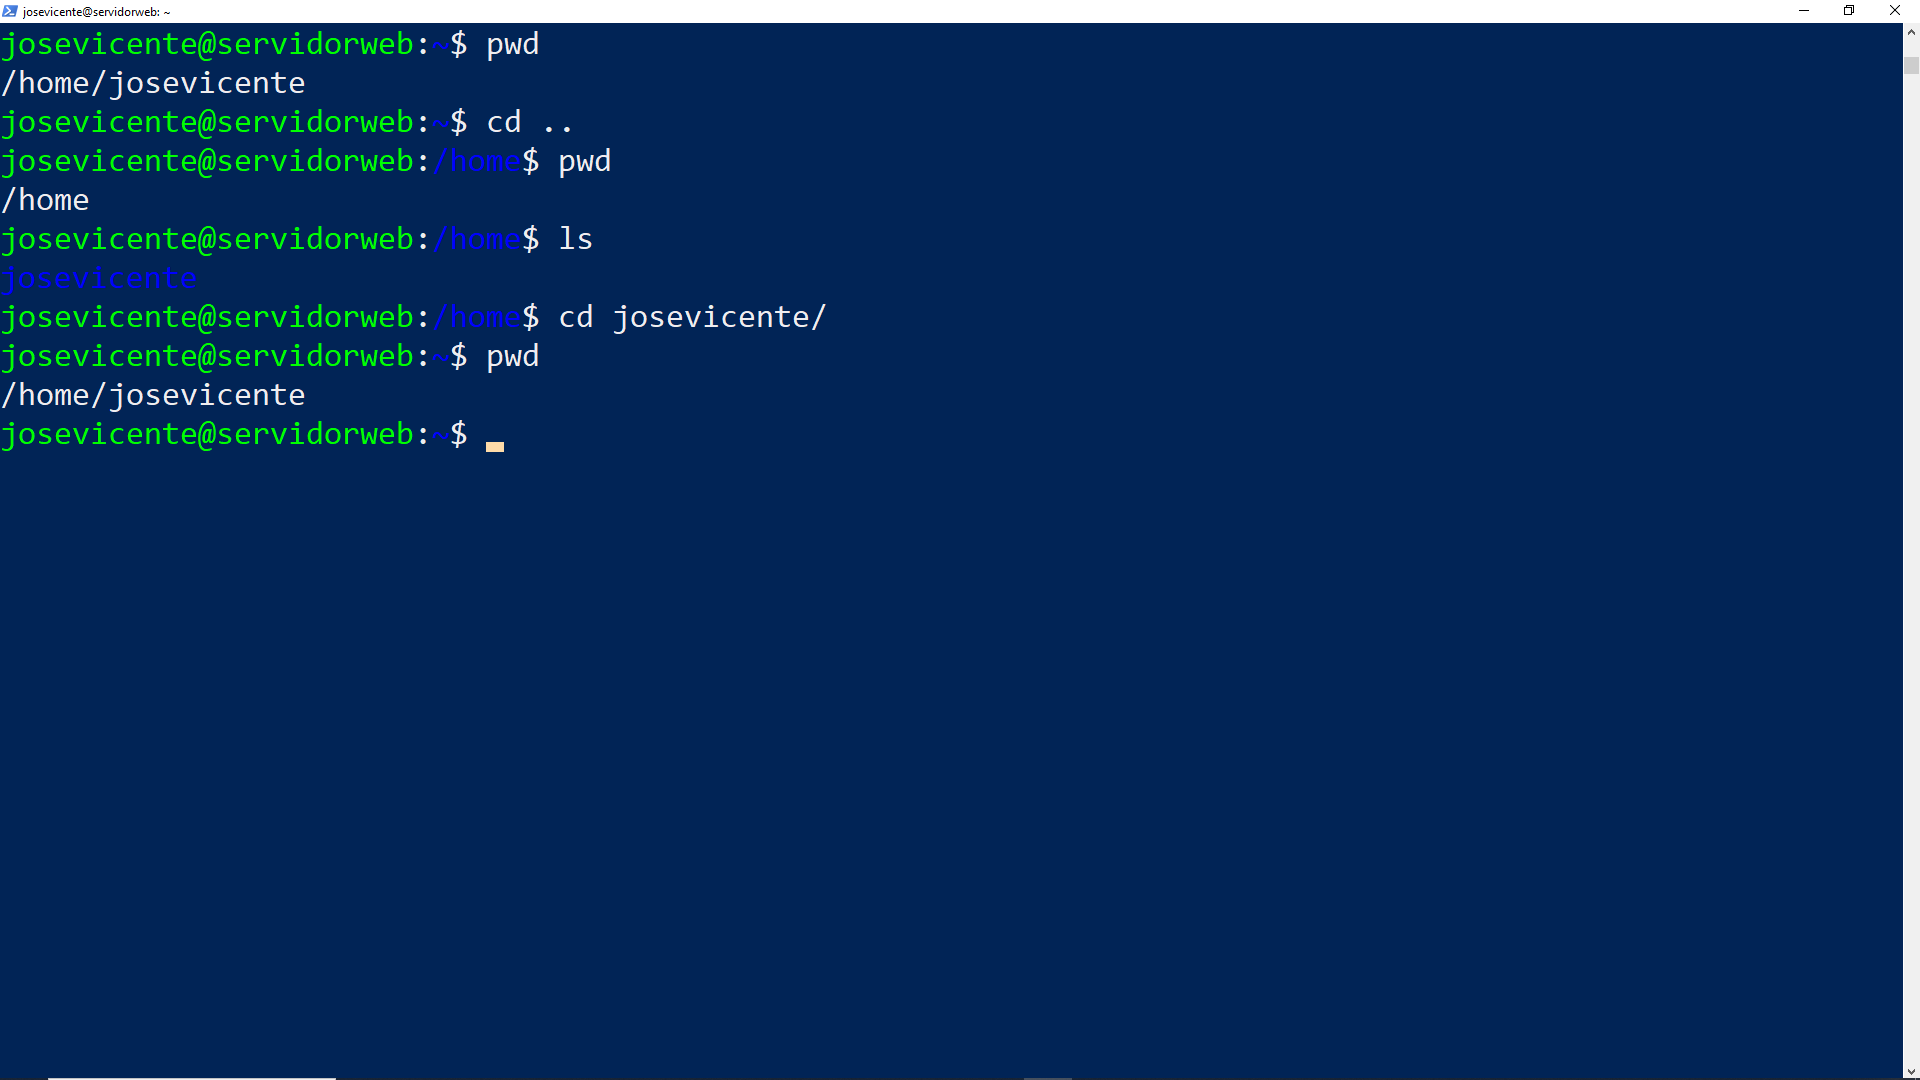 josevicente@servidorweb: ~
josevicente@servidorweb:~$ pwd
/home/josevicente
josevicente@servidorweb:~$ cd ..
josevicente@servidorweb:/home$ pwd
/home
josevicente@servidorweb:/home$ ls
josevicente
josevicente@servidorweb:/home$ cd josevicente/
josevicente@servidorweb:~$ pwd
/home/josevicente
josevicente@servidorweb:~$